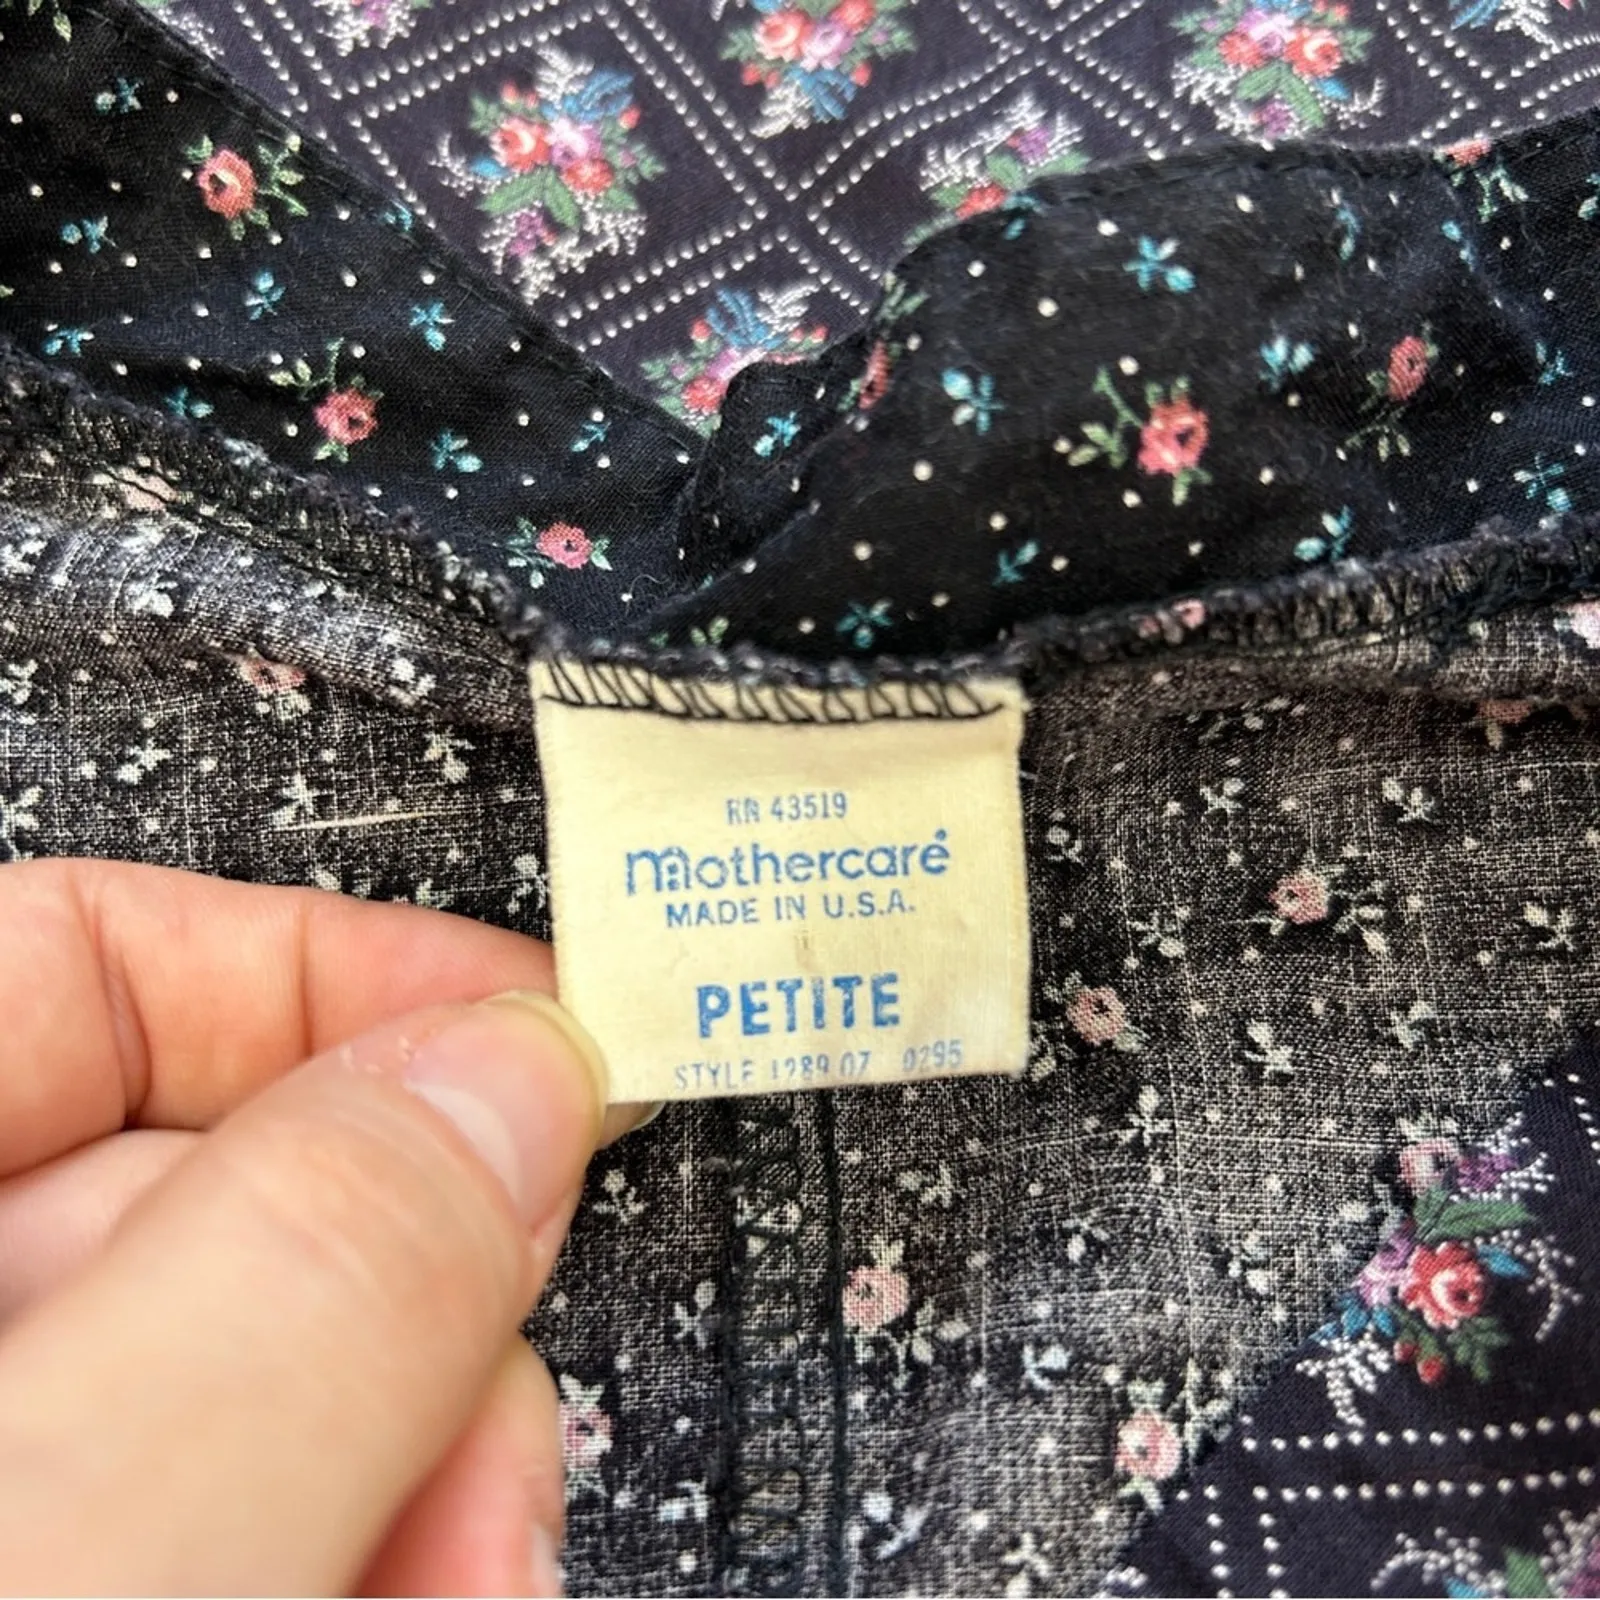 RN 43519
mothercare
MADE IN U.S.A.
PETITE
STYLE 1289 07 0295